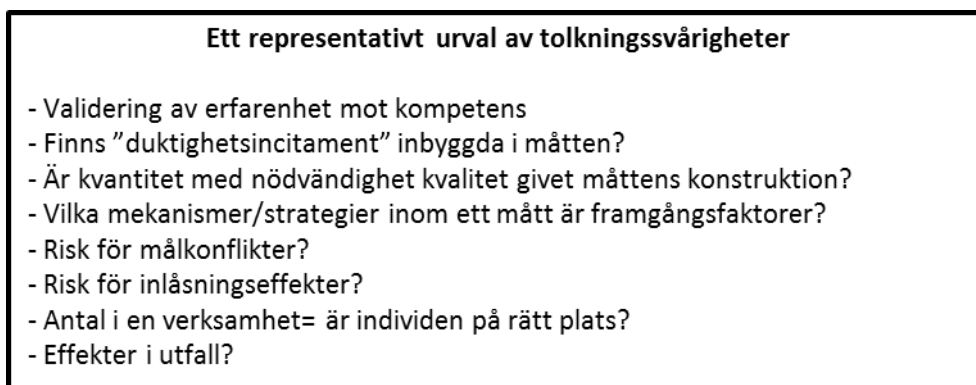 Ett representativt urval av tolkningssvårigheter
- Validering av erfarenhet mot kompetens
- Finns ”duktighetsincitament” inbyggda i måtten?
- Är kvantitet med nödvändighet kvalitet givet måttens konstruktion?
- Vilka mekanismer/strategier inom ett mått är framgångsfaktorer?
- Risk för målkonflikter?
- Risk för inlåsningseffekter?
- Antal i en verksamhet= är individen på rätt plats?
- Effekter i utfall?